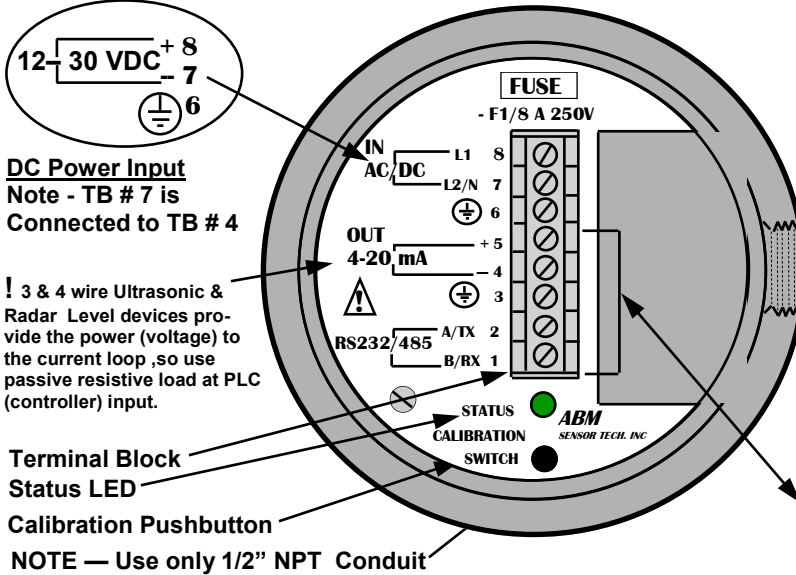 12- 30 VDC + 8
-- 7
6
DC Power Input
Note - TB # 7 is
Connected to TB # 4
! 3 & 4 wire Ultrasonic &
Radar Level devices pro-
vide the power (voltage) to
the current loop ,so use
passive resistive load at PLC
(controller) input.
FUSE
- F1/8 A 250V
IN
AC/DC
L1 8
L2/N 7
6
OUT
4-20 mA
+ 5
– 4
3
!
RS232/485
A/TX 2
B/RX 1
STATUS
CALIBRATION
SWITCH
ABM
SENSOR TECH. INC
Terminal Block
Status LED
Calibration Pushbutton
NOTE — Use only 1/2” NPT Conduit